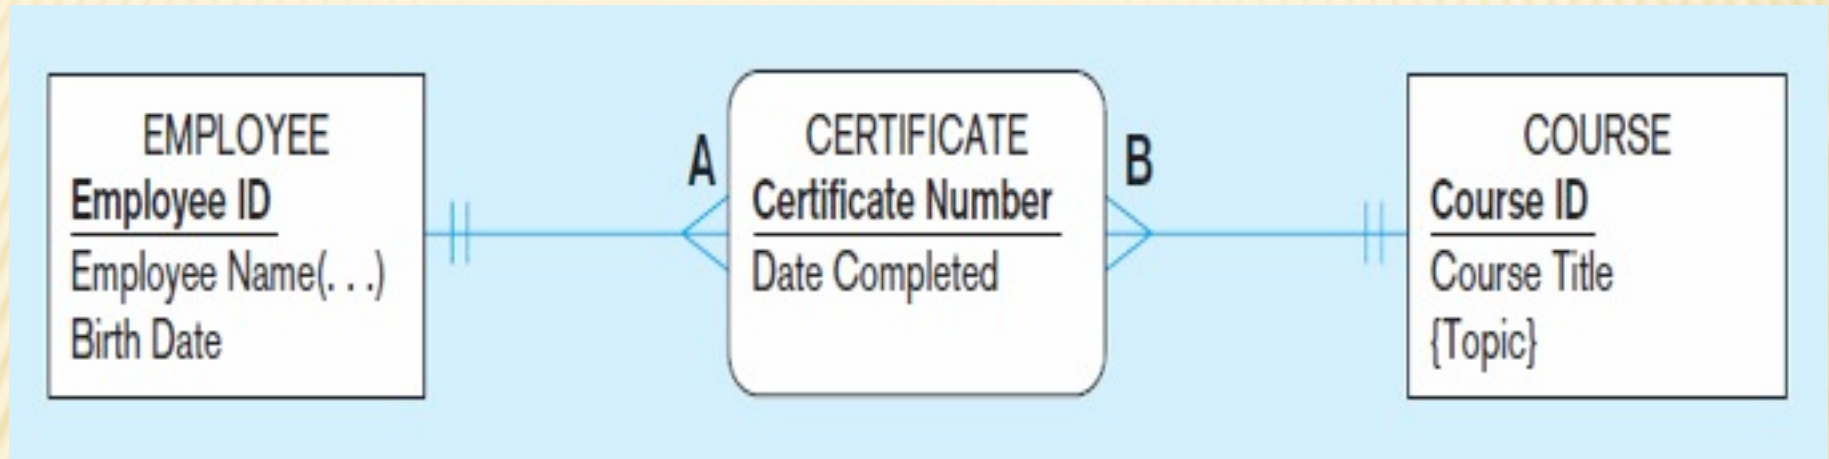 EMPLOYEE
Employee ID
Employee Name(. . .)
Birth Date
A
CERTIFICATE
Certificate Number
Date Completed
B
COURSE
Course ID
Course Title
{Topic}